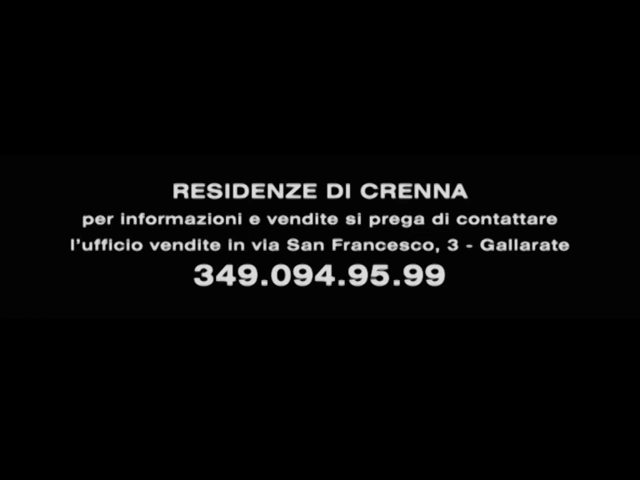 RESIDENZE DI CRENNA
per informazioni e vendite si prega di contattare
l'ufficio vendite in via San Francesco, 3 - Gallarate
349.094.95.99